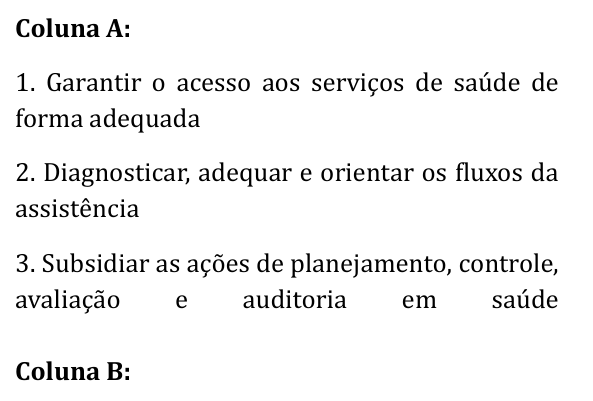 Coluna A:
1. Garantir o acesso aos serviços de saúde de
forma adequada
2. Diagnosticar, adequar e orientar os fluxos da
assistência
3. Subsidiar as ações de planejamento, controle,
avaliação e auditoria em saúde
Coluna B: